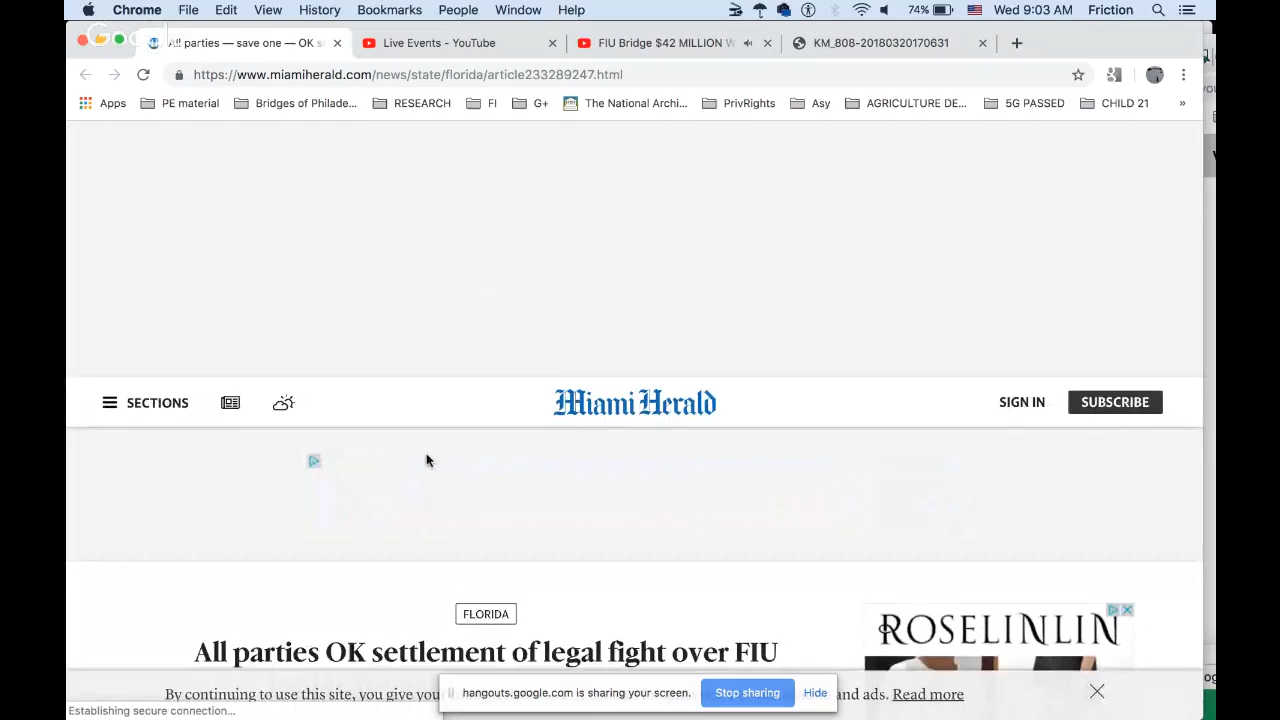 Chrome File Edit View History Bookmarks People Window Help 74% Wed 9:03 AM Friction
All parties — save one — OK s Live Events - YouTube FIU Bridge $42 MILLION W KM_808-20180320170631
https://www.miamiherald.com/news/state/florida/article233289247.html
Apps PE material Bridges of Philade... RESEARCH FI G+ The National Archi... PrivRights Asy AGRICULTURE DE... 5G PASSED CHILD 21 »
SECTIONS Miami Herald SIGN IN SUBSCRIBE
FLORIDA
ROSELINLIN
All parties OK settlement of legal fight over FIU
hangouts.google.com is sharing your screen. Stop sharing Hide
By continuing to use this site, you give you and ads. Read more
Establishing secure connection...